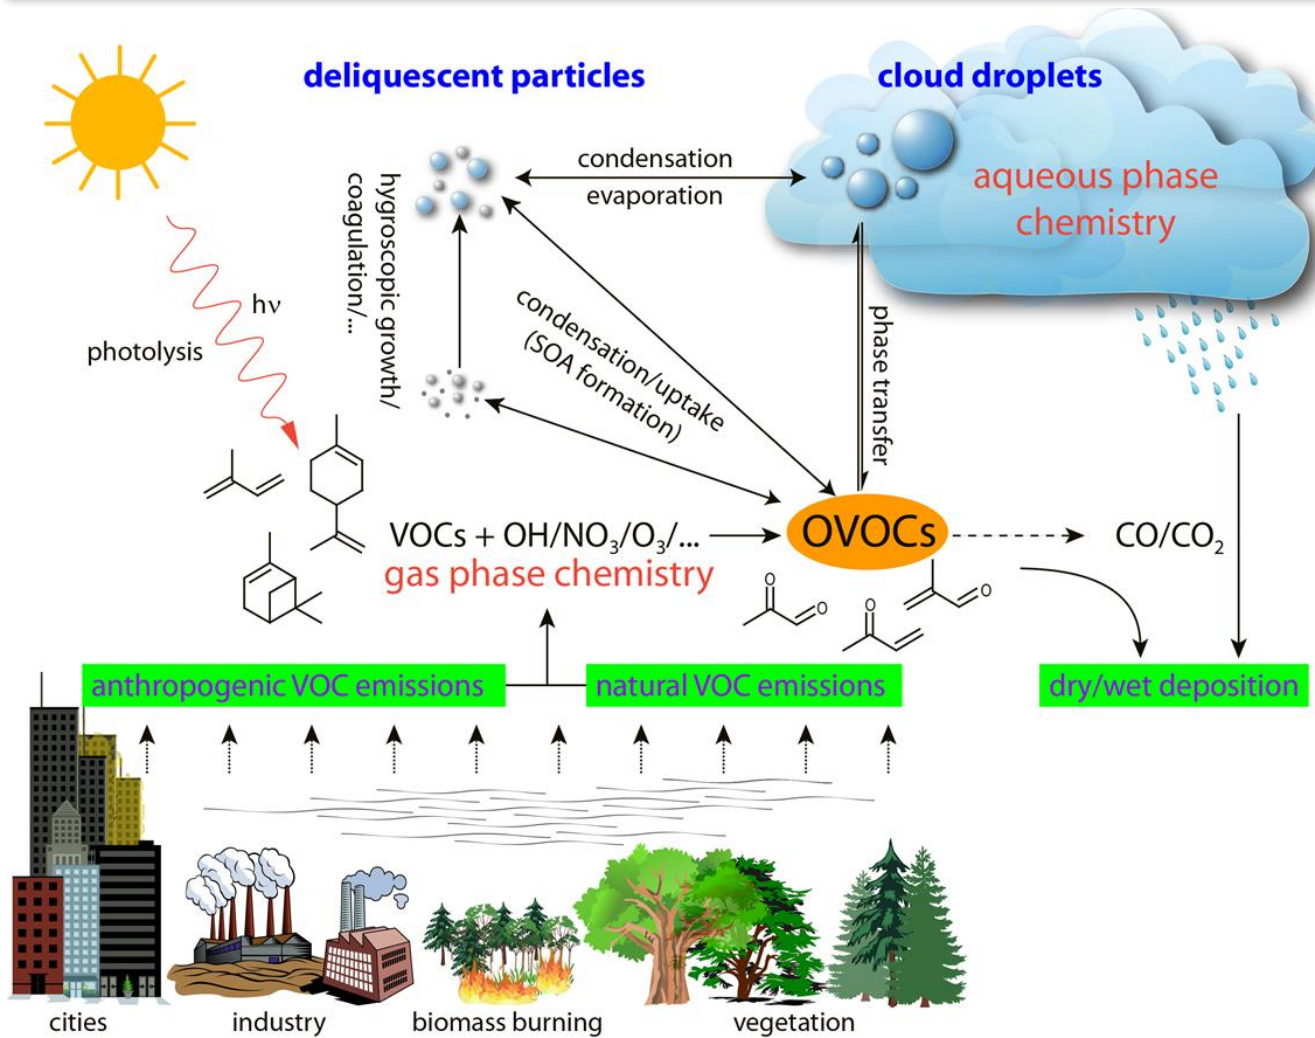 deliquescent particles
cloud droplets
condensation
evaporation
aqueous phase
chemistry
hygroscopic growth/
coagulation/...
hν
photolysis
condensation/uptake
(SOA formation)
phase transfer
VOCs + OH/NO₃/O₃/...
gas phase chemistry
OVOCs
CO/CO₂
O
O
O
O
anthropogenic VOC emissions
natural VOC emissions
dry/wet deposition
cities
industry
biomass burning
vegetation